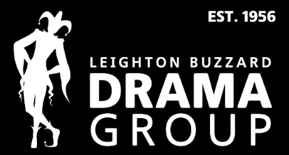 EST. 1956
LEIGHTON BUZZARD
DRAMA
GROUP